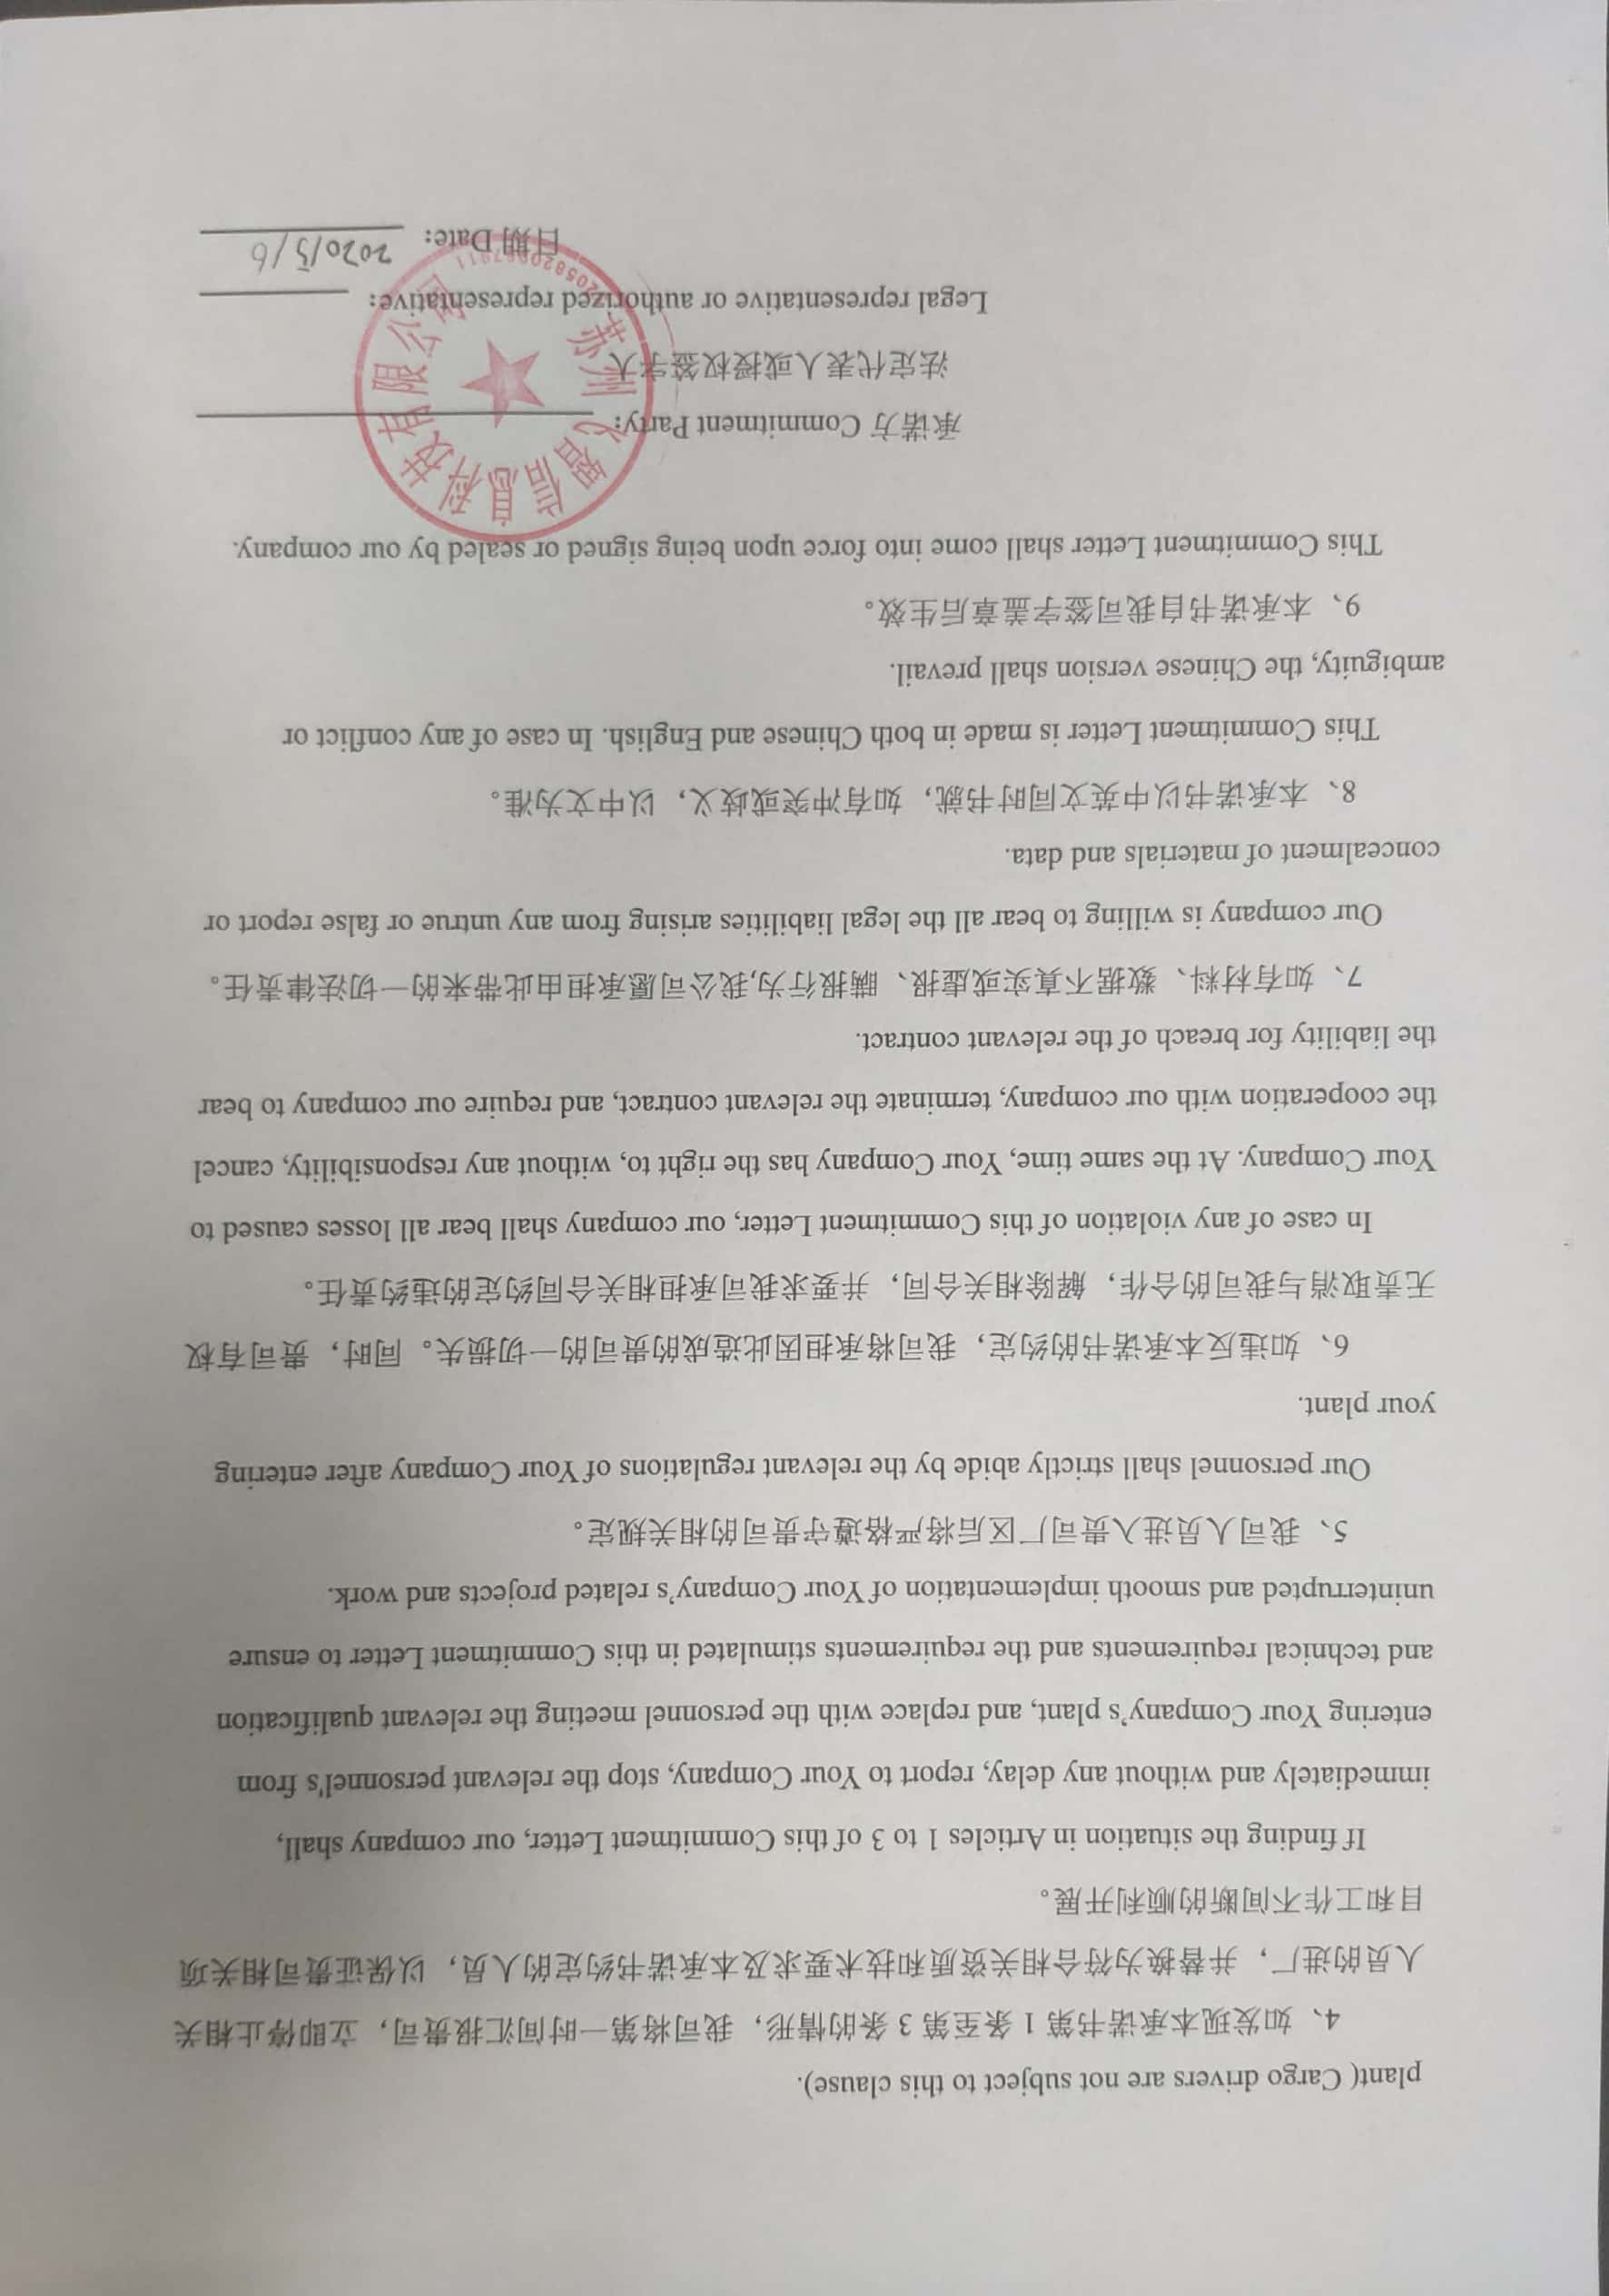 plant( Cargo drivers are not subject to this clause).
4、如发现本承诺书第 1 条至第 3 条的情形，我司将第一时间汇报贵司，立即停止相关
人员的进厂，并替换为符合相关资质和技术要求及本承诺书约定的人员，以保证贵司相关项
目和工作不间断的顺利开展。
If finding the situation in Articles 1 to 3 of this Commitment Letter, our company shall,
immediately and without any delay, report to Your Company, stop the relevant personnel's from
entering Your Company's plant, and replace with the personnel meeting the relevant qualification
and technical requirements and the requirements stimulated in this Commitment Letter to ensure
uninterrupted and smooth implementation of Your Company's related projects and work.
5、我司人员进入贵司厂区后将严格遵守贵司的相关规定。
Our personnel shall strictly abide by the relevant regulations of Your Company after entering
your plant.
6、如违反本承诺书的约定，我司将承担因此造成的贵司的一切损失。同时，贵司有权
无责取消与我司的合作，解除相关合同，并要求我司承担相关合同约定的违约责任。
In case of any violation of this Commitment Letter, our company shall bear all losses caused to
Your Company. At the same time, Your Company has the right to, without any responsibility, cancel
the cooperation with our company, terminate the relevant contract, and require our company to bear
the liability for breach of the relevant contract.
7、如有材料、数据不真实或虚报、瞒报行为,我公司愿承担由此带来的一切法律责任。
Our company is willing to bear all the legal liabilities arising from any untrue or false report or
concealment of materials and data.
8、本承诺书以中英文同时书就，如有冲突或歧义，以中文为准。
This Commitment Letter is made in both Chinese and English. In case of any conflict or
ambiguity, the Chinese version shall prevail.
9、本承诺书自我司签字盖章后生效。
This Commitment Letter shall come into force upon being signed or sealed by our company.
承诺方 Commitment Party:
法定代表人或授权签字人
Legal representative or authorized representative:
日期 Date: 2020/5/6
智信息科技有限公司